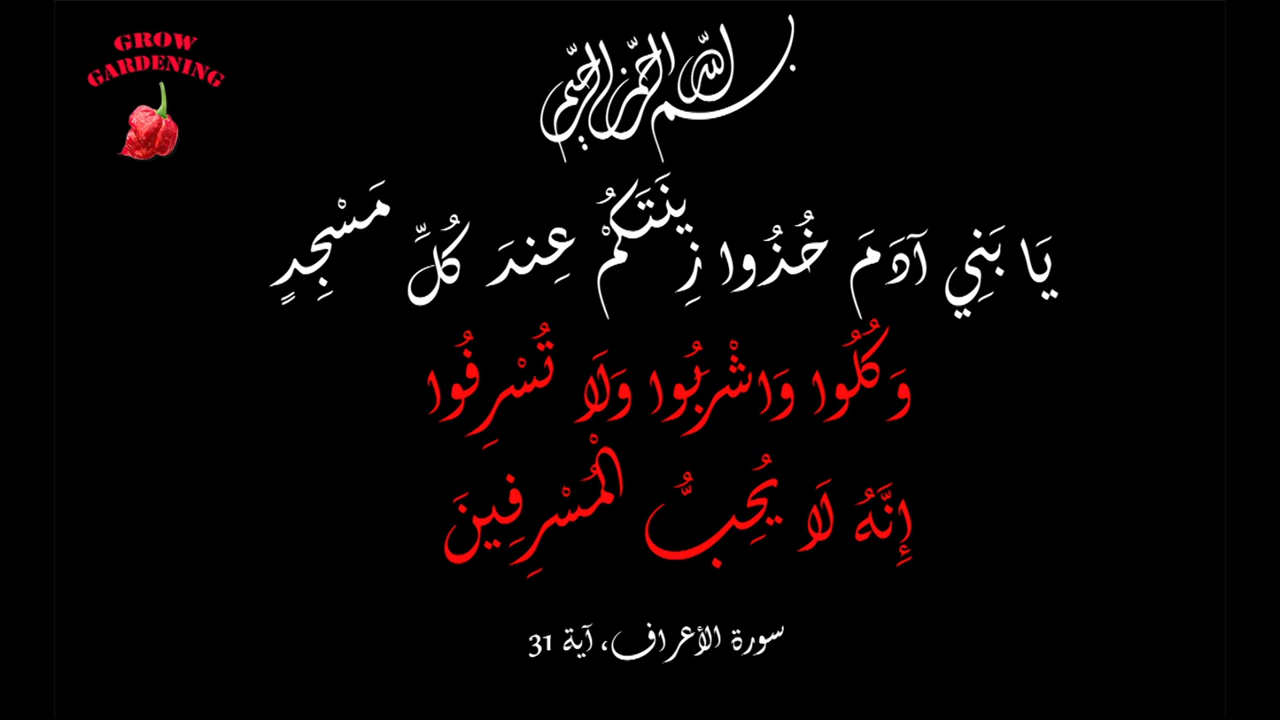 GROW
GARDENING
بسم الله الرحمن الرحيم
يَا بَنِي آدَمَ خُذُوا زِينَتَكُمْ عِندَ كُلِّ مَسْجِدٍ
وَكُلُوا وَاشْرَبُوا وَلَا تُسْرِفُوا
إِنَّهُ لَا يُحِبُّ الْمُسْرِفِينَ
سورة الأعراف، آية 31